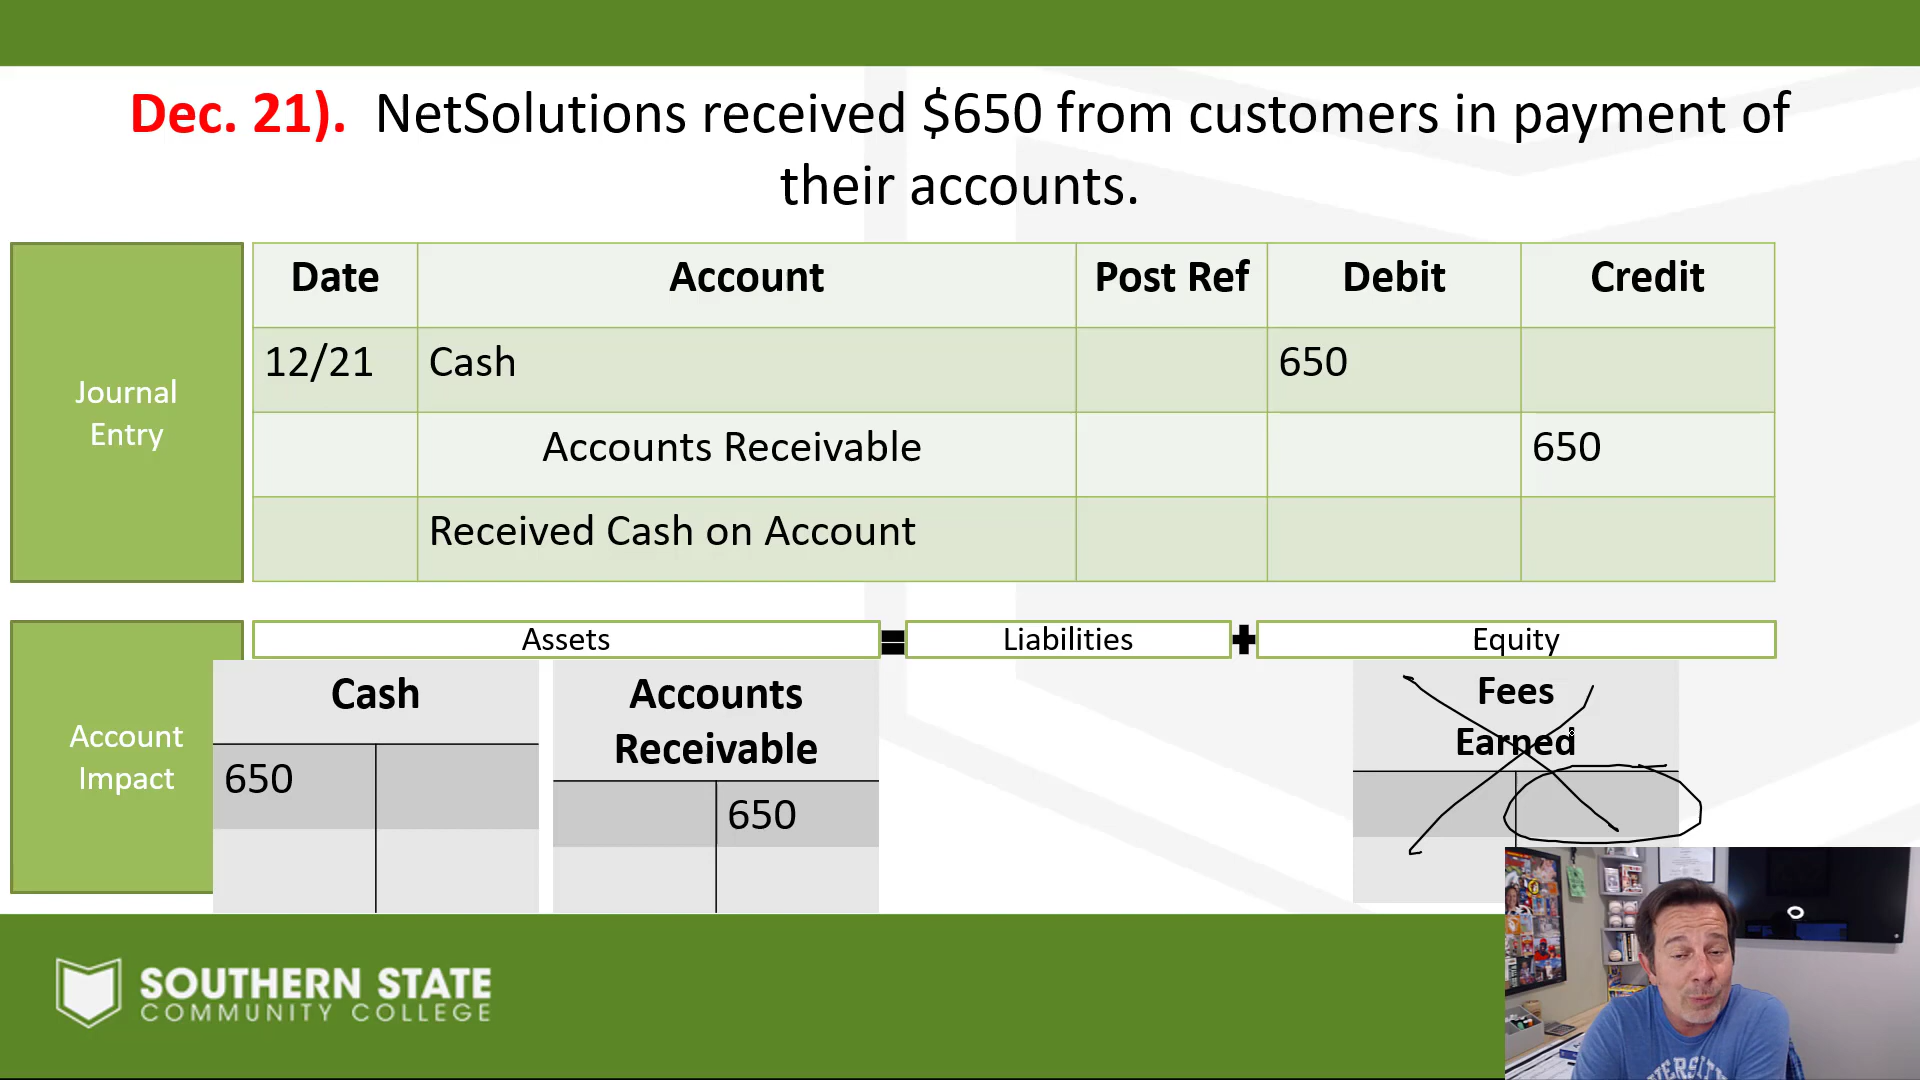 Dec. 21). NetSolutions received $650 from customers in payment of
their accounts.
Journal
Entry
Date Account Post Ref Debit Credit
12/21 Cash 650
Accounts Receivable 650
Received Cash on Account
Account
Impact
Assets = Liabilities + Equity
Cash
650
Accounts
Receivable
650
Fees
Earned
SOUTHERN STATE
COMMUNITY COLLEGE